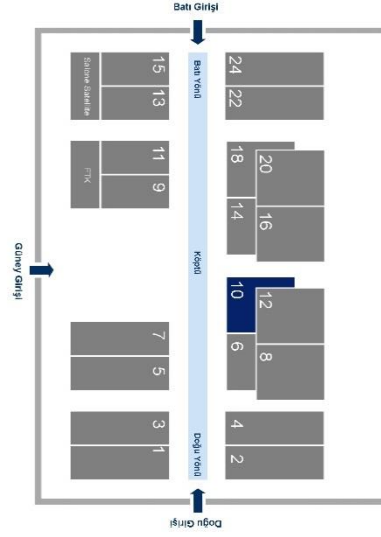 Batı Girişi
Salone Satellite
15
13
Batı Yönü
24
22
PTK
11
9
18
20
14
16
Köprü
Güney Girişi
10
12
7
5
6
8
3
1
Doğu Yönü
4
2
Doğu Girişi